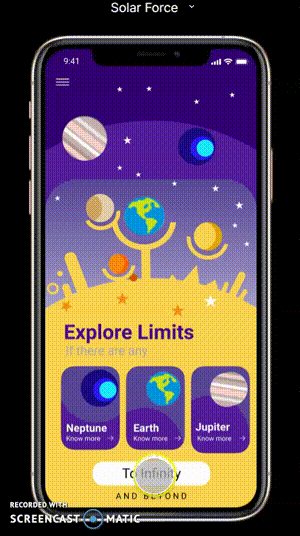 Solar Force
9:41
Explore Limits
If there are any
Neptune
Know more →
Earth
Know more →
Jupiter
Know more →
To Infinity
AND BEYOND
RECORDED WITH
SCREENCAST-O-MATIC